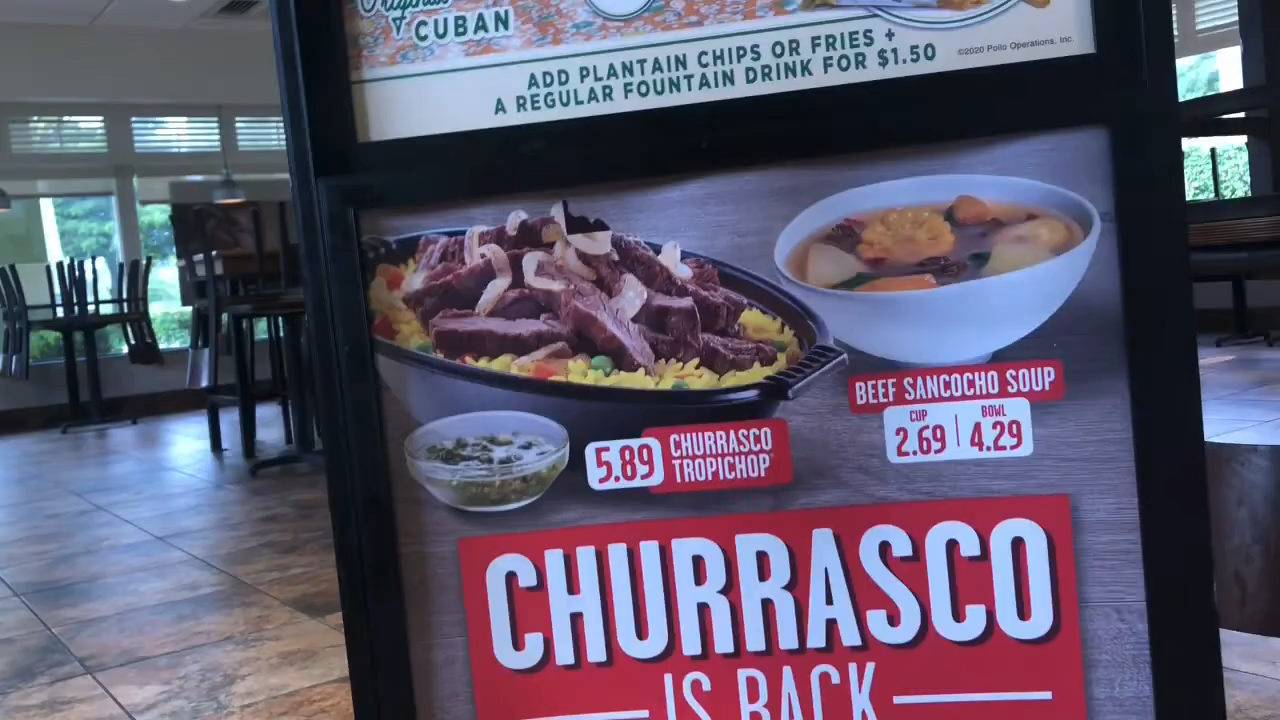 Original
CUBAN
ADD PLANTAIN CHIPS OR FRIES +
A REGULAR FOUNTAIN DRINK FOR $1.50
©2020 Pollo Operations, Inc.
BEEF SANCOCHO SOUP
CUP 2.69 | BOWL 4.29
5.89 CHURRASCO
TROPICHOP®
CHURRASCO
IS BACK